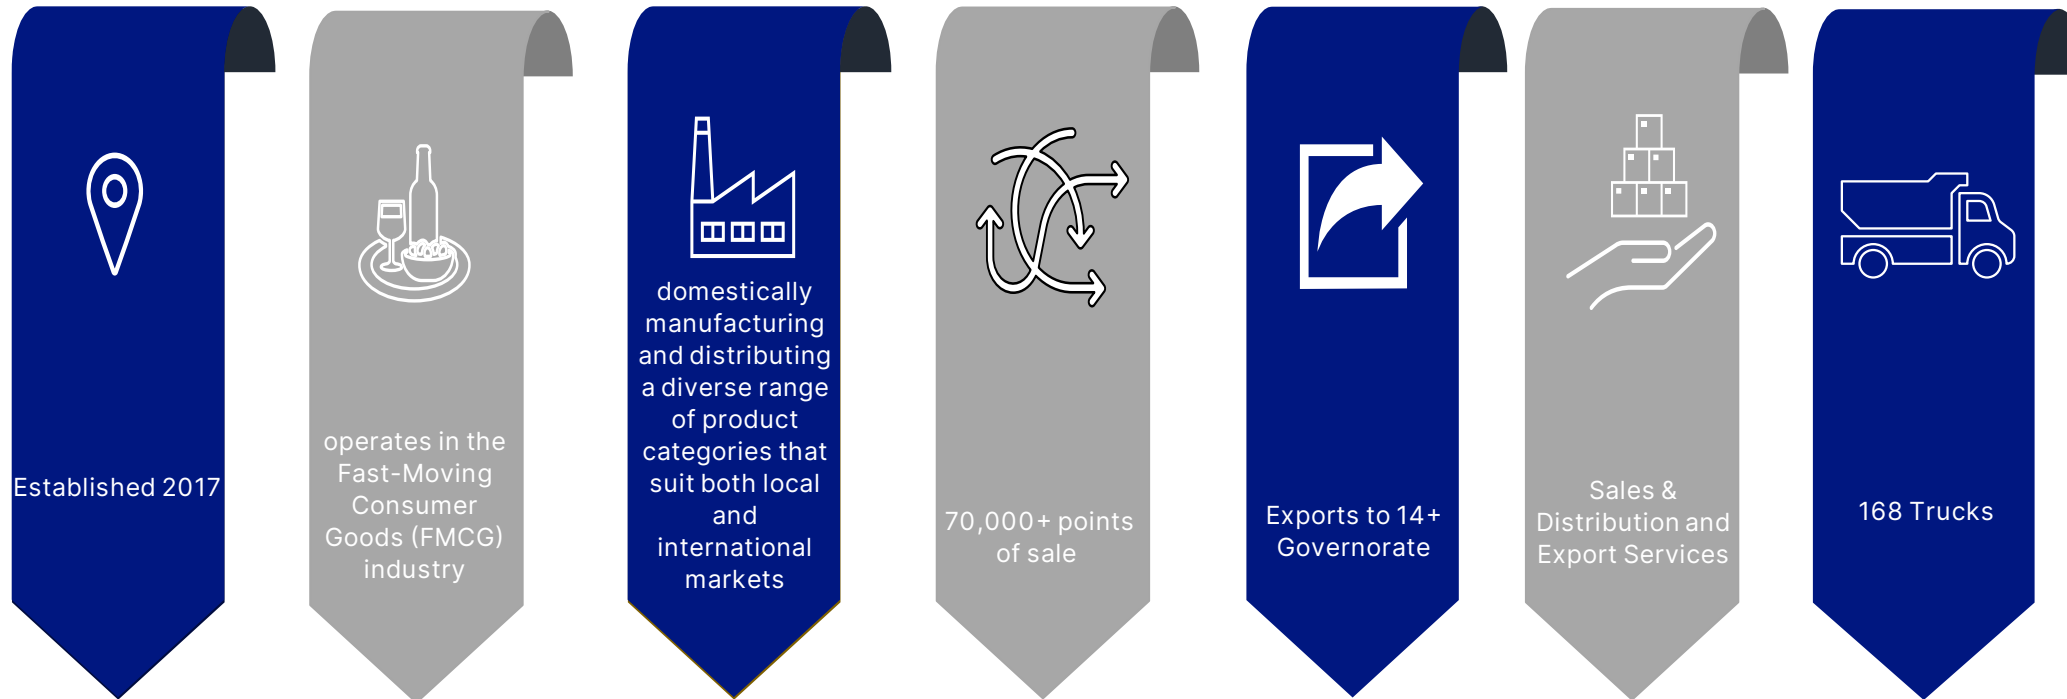 Established 2017
operates in the
Fast-Moving
Consumer
Goods (FMCG)
industry
domestically
manufacturing
and distributing
a diverse range
of product
categories that
suit both local
and
international
markets
70,000+ points
of sale
Exports to 14+
Governorate
Sales &
Distribution and
Export Services
168 Trucks